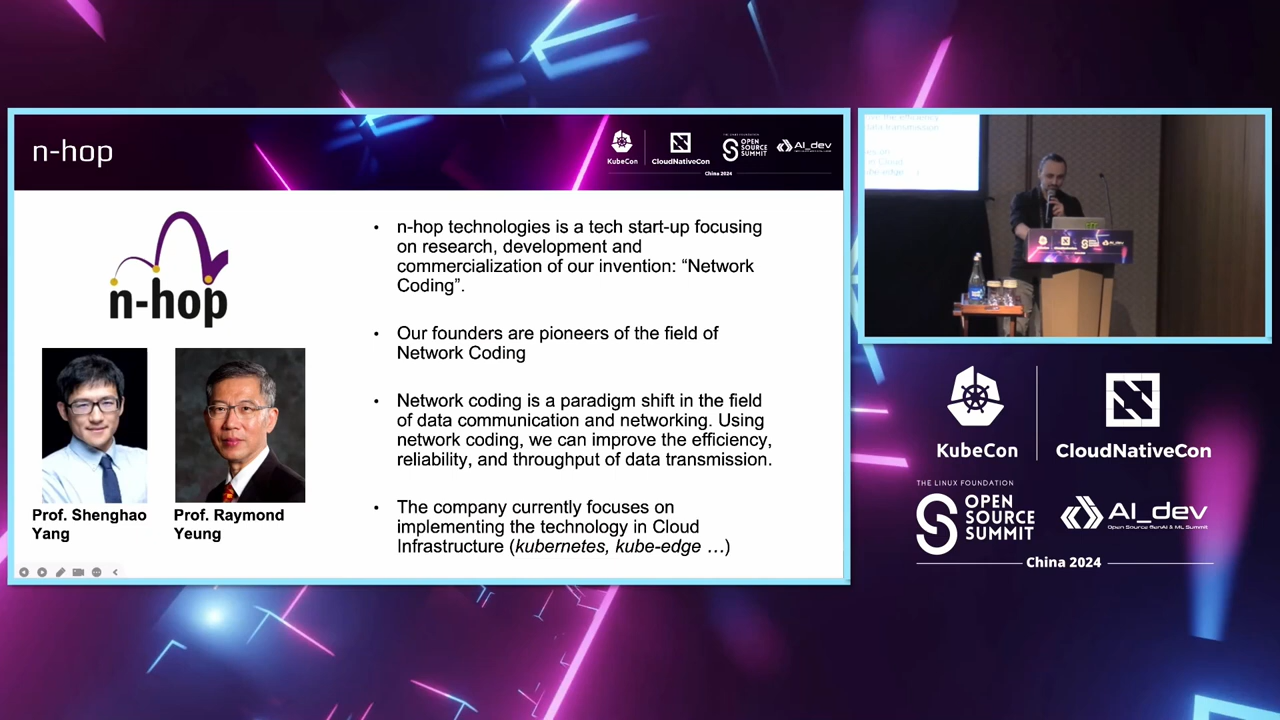 n-hop
KubeCon
CloudNativeCon
THE LINUX FOUNDATION
OPEN
SOURCE
SUMMIT
AI_dev
China 2024
n-hop
Prof. Shenghao
Yang
Prof. Raymond
Yeung
• n-hop technologies is a tech start-up focusing
on research, development and
commercialization of our invention: “Network
Coding”.
• Our founders are pioneers of the field of
Network Coding
• Network coding is a paradigm shift in the field
of data communication and networking. Using
network coding, we can improve the efficiency,
reliability, and throughput of data transmission.
• The company currently focuses on
implementing the technology in Cloud
Infrastructure (kubernetes, kube-edge …)
KubeCon
CloudNativeCon
THE LINUX FOUNDATION
OPEN
SOURCE
SUMMIT
AI_dev
Open Source GenAI & ML Summit
China 2024